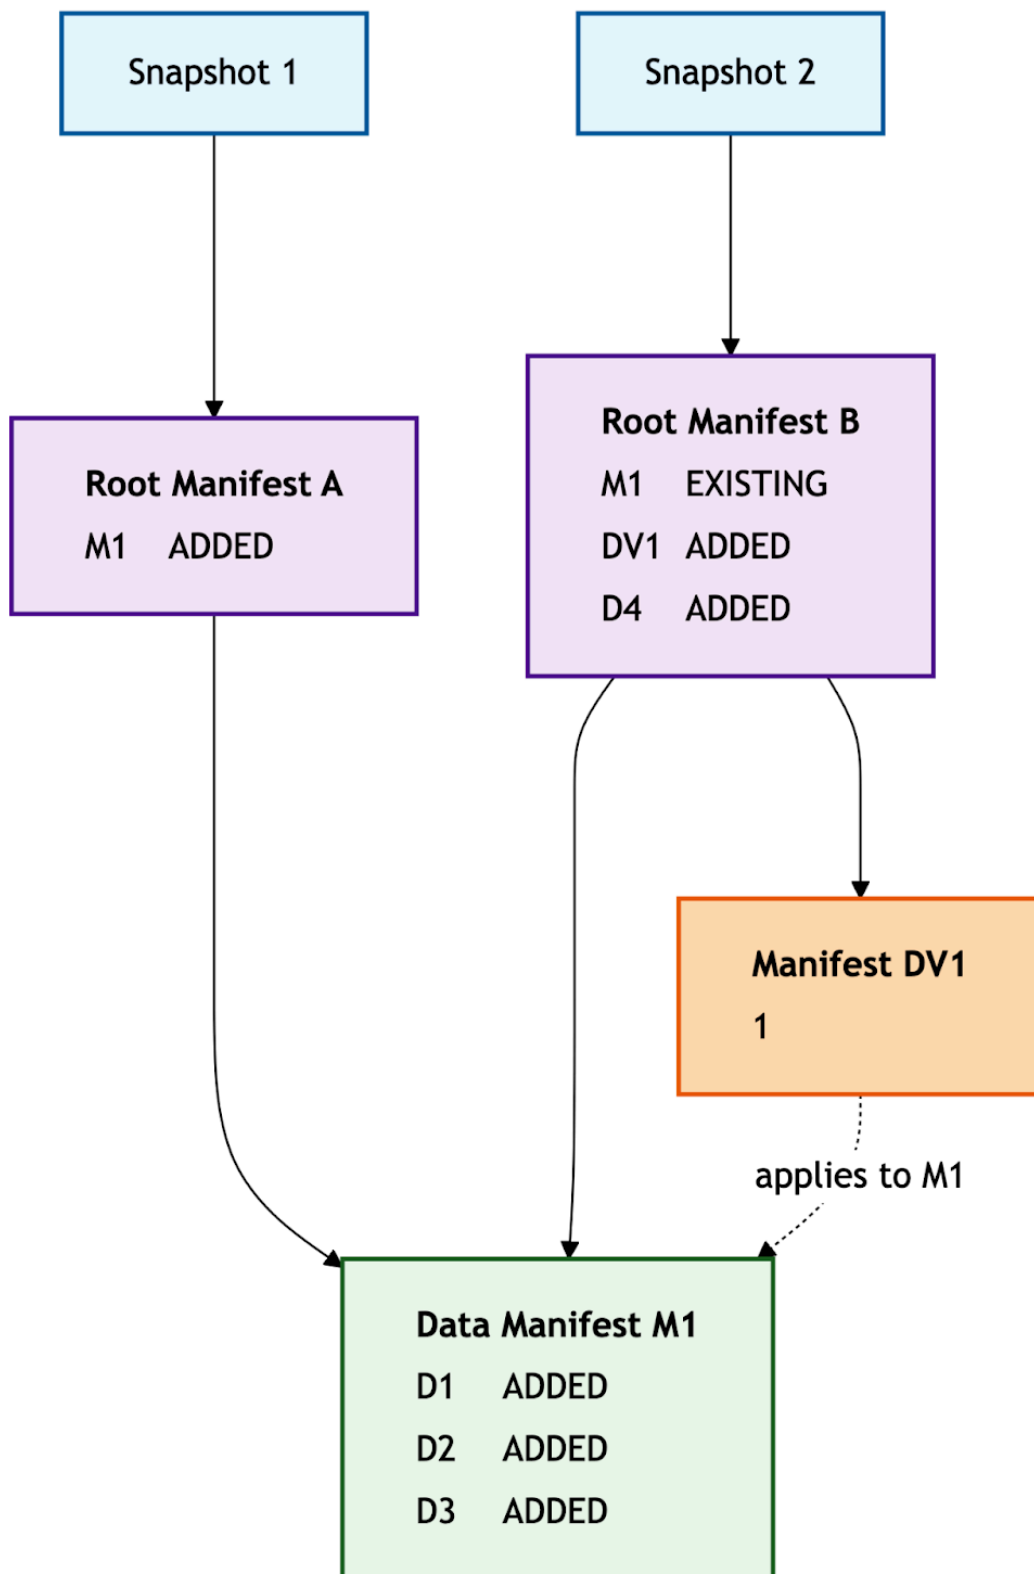 Snapshot 1
Snapshot 2
Root Manifest A
M1 ADDED
Root Manifest B
M1 EXISTING
DV1 ADDED
D4 ADDED
Manifest DV1
1
applies to M1
Data Manifest M1
D1 ADDED
D2 ADDED
D3 ADDED